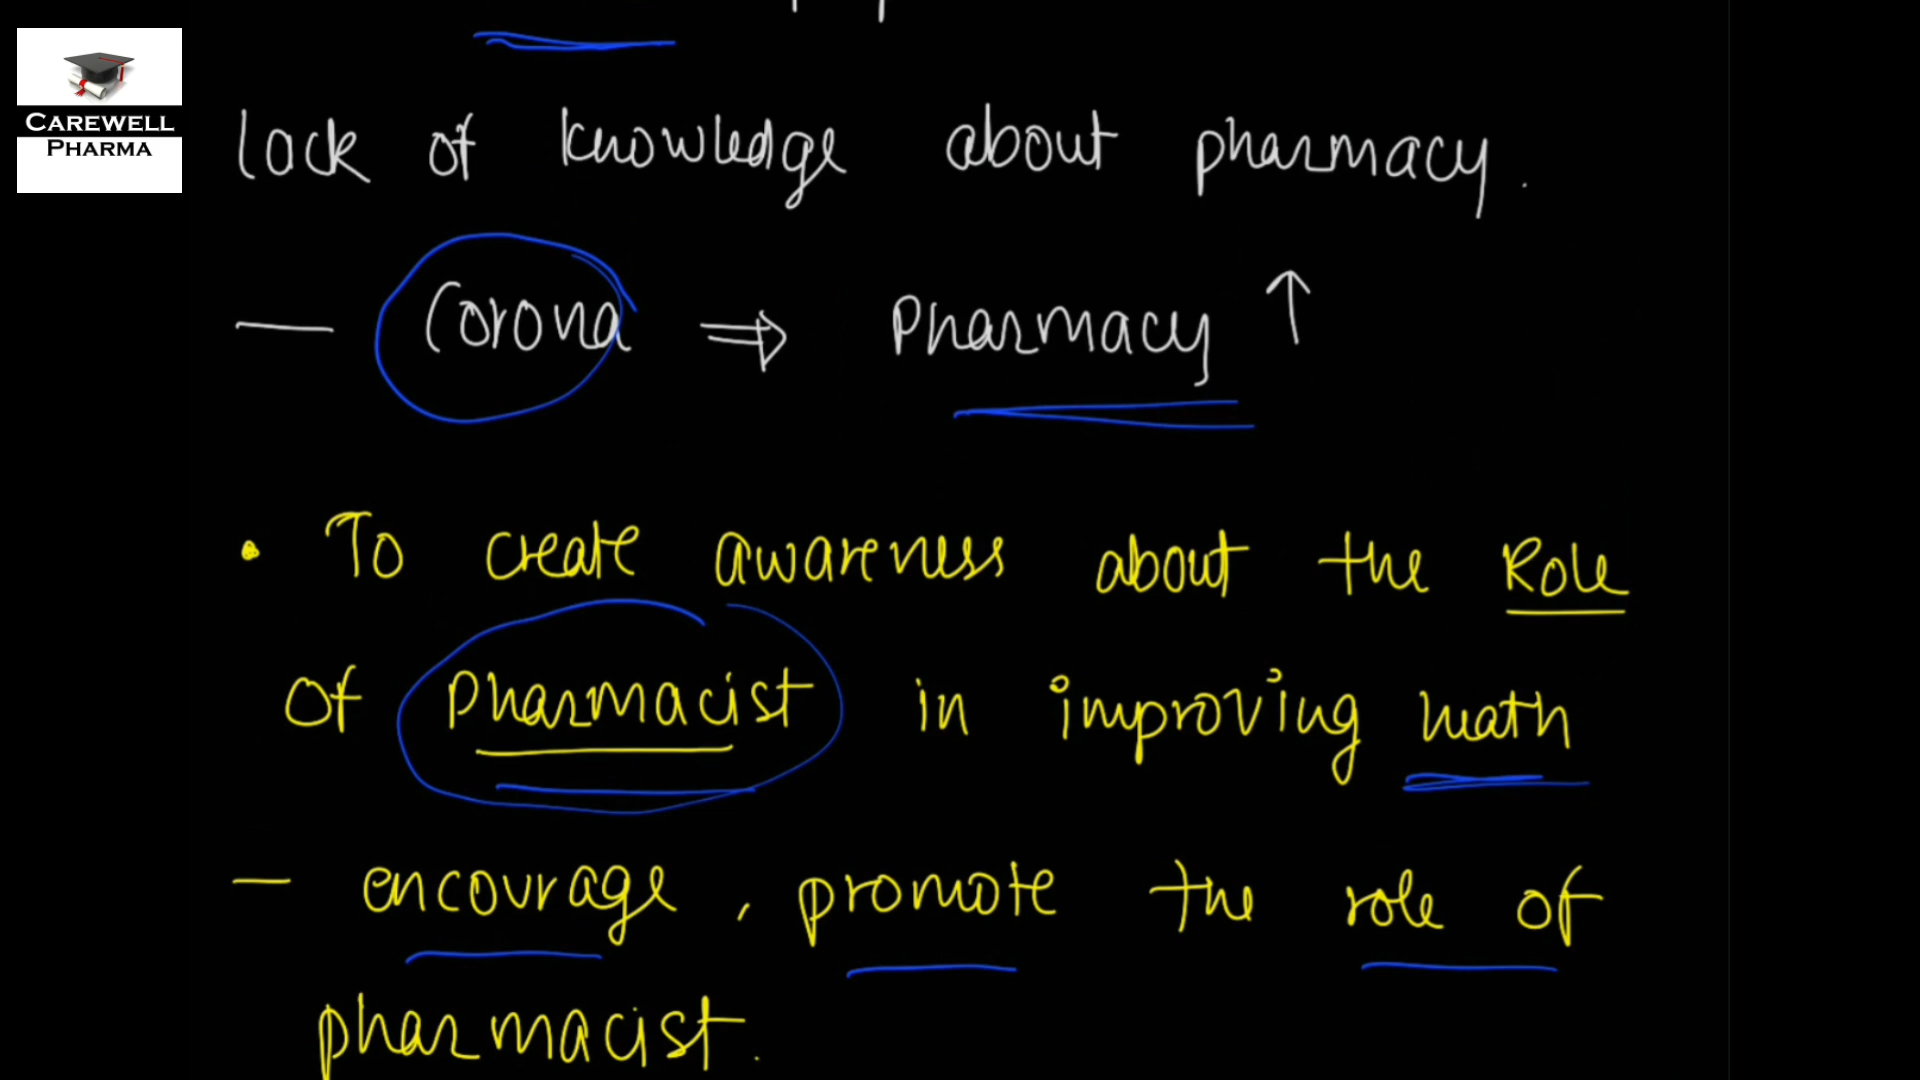 CAREWELL
PHARMA
lack of knowledge about pharmacy.
— Corona ⇒ Pharmacy ↑
• To create awareness about the Role
Of pharmacist in improving health
— encourage, promote the role of
pharmacist.